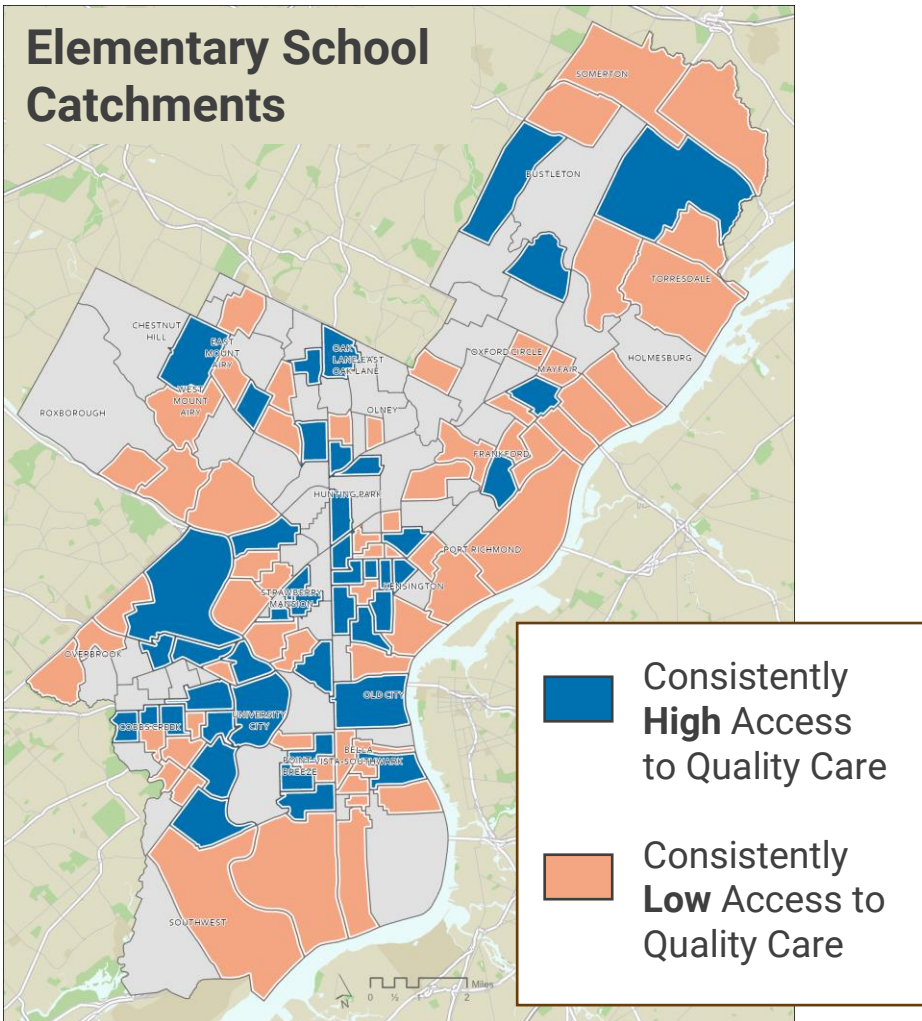 Elementary School
Catchments
SOMERTON
BUSTLETON
TORRESDALE
CHESTNUT
HILL
EAST
MOUNT
AIRY
OAK
LANE-EAST
OAK LANE
OXFORD CIRCLE
HOLMESBURG
MAYFAIR
WEST
MOUNT
AIRY
ROXBOROUGH
OLNEY
FRANKFORD
HUNTING PARK
PORT RICHMOND
KENSINGTON
STRAWBERRY
MANSION
OVERBROOK
OLD CITY
UNIVERSITY
CITY
COBBS CREEK
BELLA
VISTA-SOUTHWARK
POINT
BREEZE
SOUTHWEST
N
Miles
0 ½ 1 2
Consistently
High Access
to Quality Care
Consistently
Low Access to
Quality Care